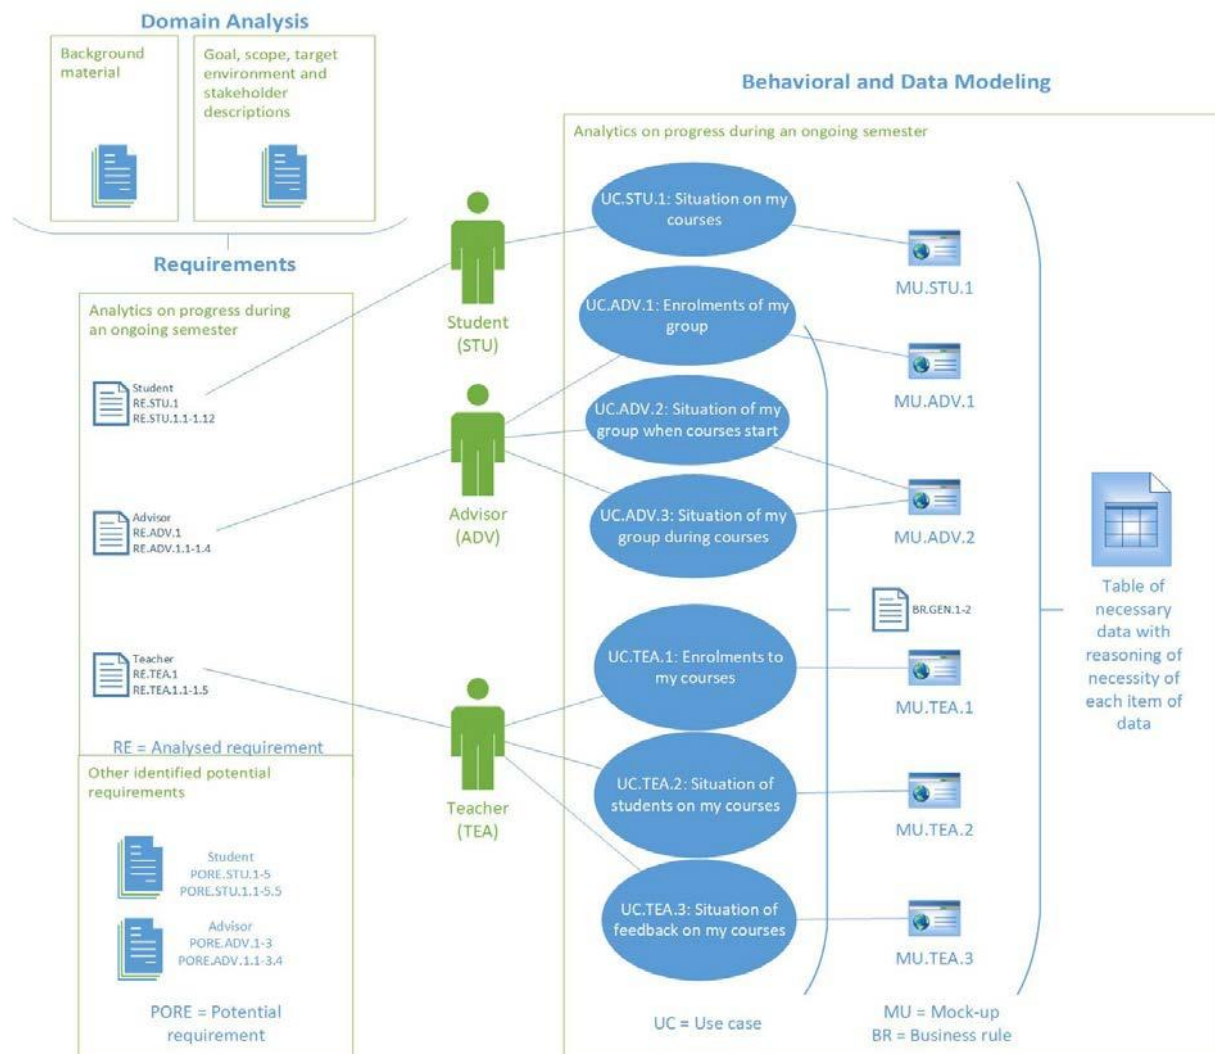 Domain Analysis
Background
material
Goal, scope, target
environment and
stakeholder
descriptions
Requirements
Analytics on progress during
an ongoing semester
Student
RE.STU.1
RE.STU.1.1-1.12
Advisor
RE.ADV.1
RE.ADV.1.1-1.4
Teacher
RE.TEA.1
RE.TEA.1.1-1.5
RE = Analysed requirement
Other identified potential
requirements
Student
PORE.STU.1-5
PORE.STU.1.1-5.5
Advisor
PORE.ADV.1-3
PORE.ADV.1.1-3.4
PORE = Potential
requirement
Student
(STU)
Advisor
(ADV)
Teacher
(TEA)
Behavioral and Data Modeling
Analytics on progress during an ongoing semester
UC.STU.1: Situation on my
courses
UC.ADV.1: Enrolments of my
group
UC.ADV.2: Situation of my
group when courses start
UC.ADV.3: Situation of my
group during courses
UC.TEA.1: Enrolments to
my courses
UC.TEA.2: Situation of
students on my courses
UC.TEA.3: Situation of
feedback on my courses
UC = Use case
MU.STU.1
MU.ADV.1
MU.ADV.2
BR.GEN.1-2
MU.TEA.1
MU.TEA.2
MU.TEA.3
MU = Mock-up
BR = Business rule
Table of
necessary
data with
reasoning of
necessity of
each item of
data